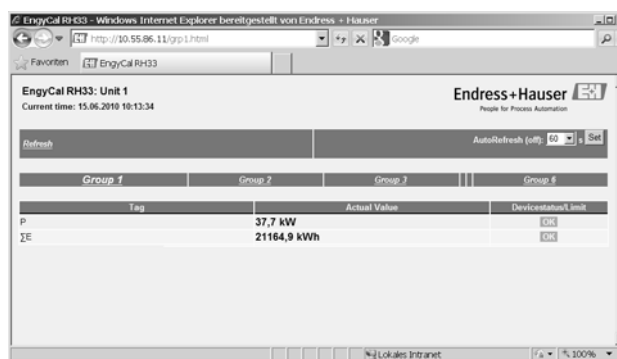 EngyCal RH33 - Windows Internet Explorer bereitgestellt von Endress + Hauser
http://10.55.86.11/grp1.html
Google
Favoriten
EngyCal RH33
EngyCal RH33: Unit 1
Current time: 15.06.2010 10:13:34
Endress+Hauser EH
People for Process Automation
Refresh
AutoRefresh (off): 60 s Set
Group 1 Group 2 Group 3 Group 6
Tag Actual Value Devicestatus/Limit
P 37,7 kW OK
∑E 21164,9 kWh OK
Lokales Intranet
100%